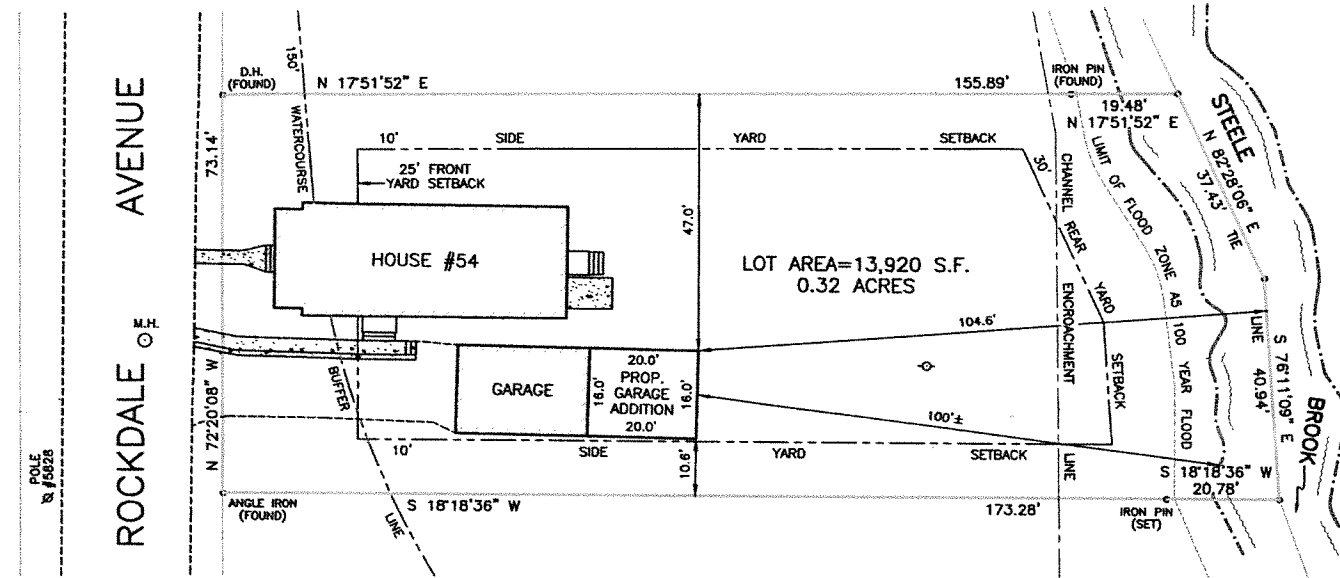 ROCKDALE AVENUE
POLE
#5828
M.H.
D.H.
(FOUND)
N 17°51'52" E
155.89'
IRON PIN
(FOUND)
19.48'
N 17°51'52" E
STEELE
N 82°28'06" E
37.43' TIE
150' WATERCOURSE
BUFFER
LINE
73.14'
N 72°20'08" W
10' SIDE YARD SETBACK
25' FRONT
YARD SETBACK
HOUSE #54
47.0'
LOT AREA=13,920 S.F.
0.32 ACRES
30' REAR YARD SETBACK
CHANNEL ENCROACHMENT LINE
LIMIT OF FLOOD ZONE A5 100 YEAR FLOOD
104.6'
LINE 40.94'
S 76°11'09" E
BROOK
GARAGE
20.0'
PROP.
GARAGE
ADDITION
20.0'
16.0'
16.0'
100'±
10' SIDE YARD SETBACK
10.6'
S 18°18'36" W
20.78'
ANGLE IRON
(FOUND)
S 18°18'36" W
173.28'
IRON PIN
(SET)